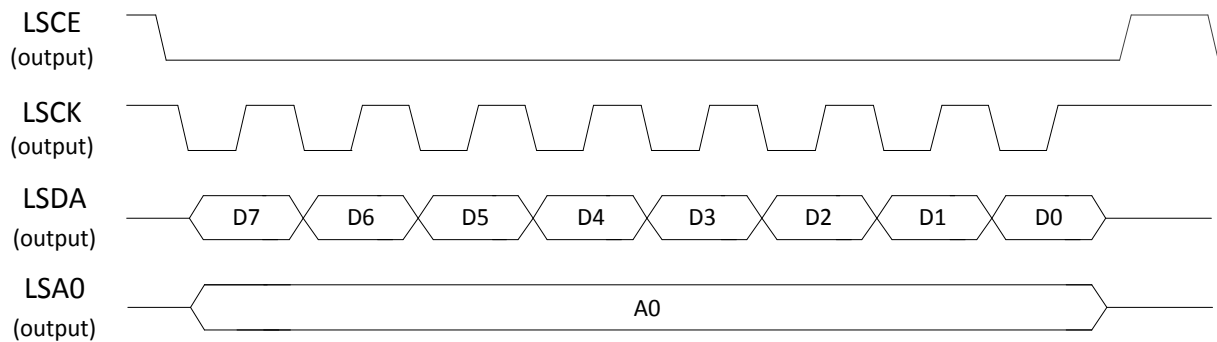 LSCE
(output)
LSCK
(output)
LSDA
(output)
D7 D6 D5 D4 D3 D2 D1 D0
LSA0
(output)
A0